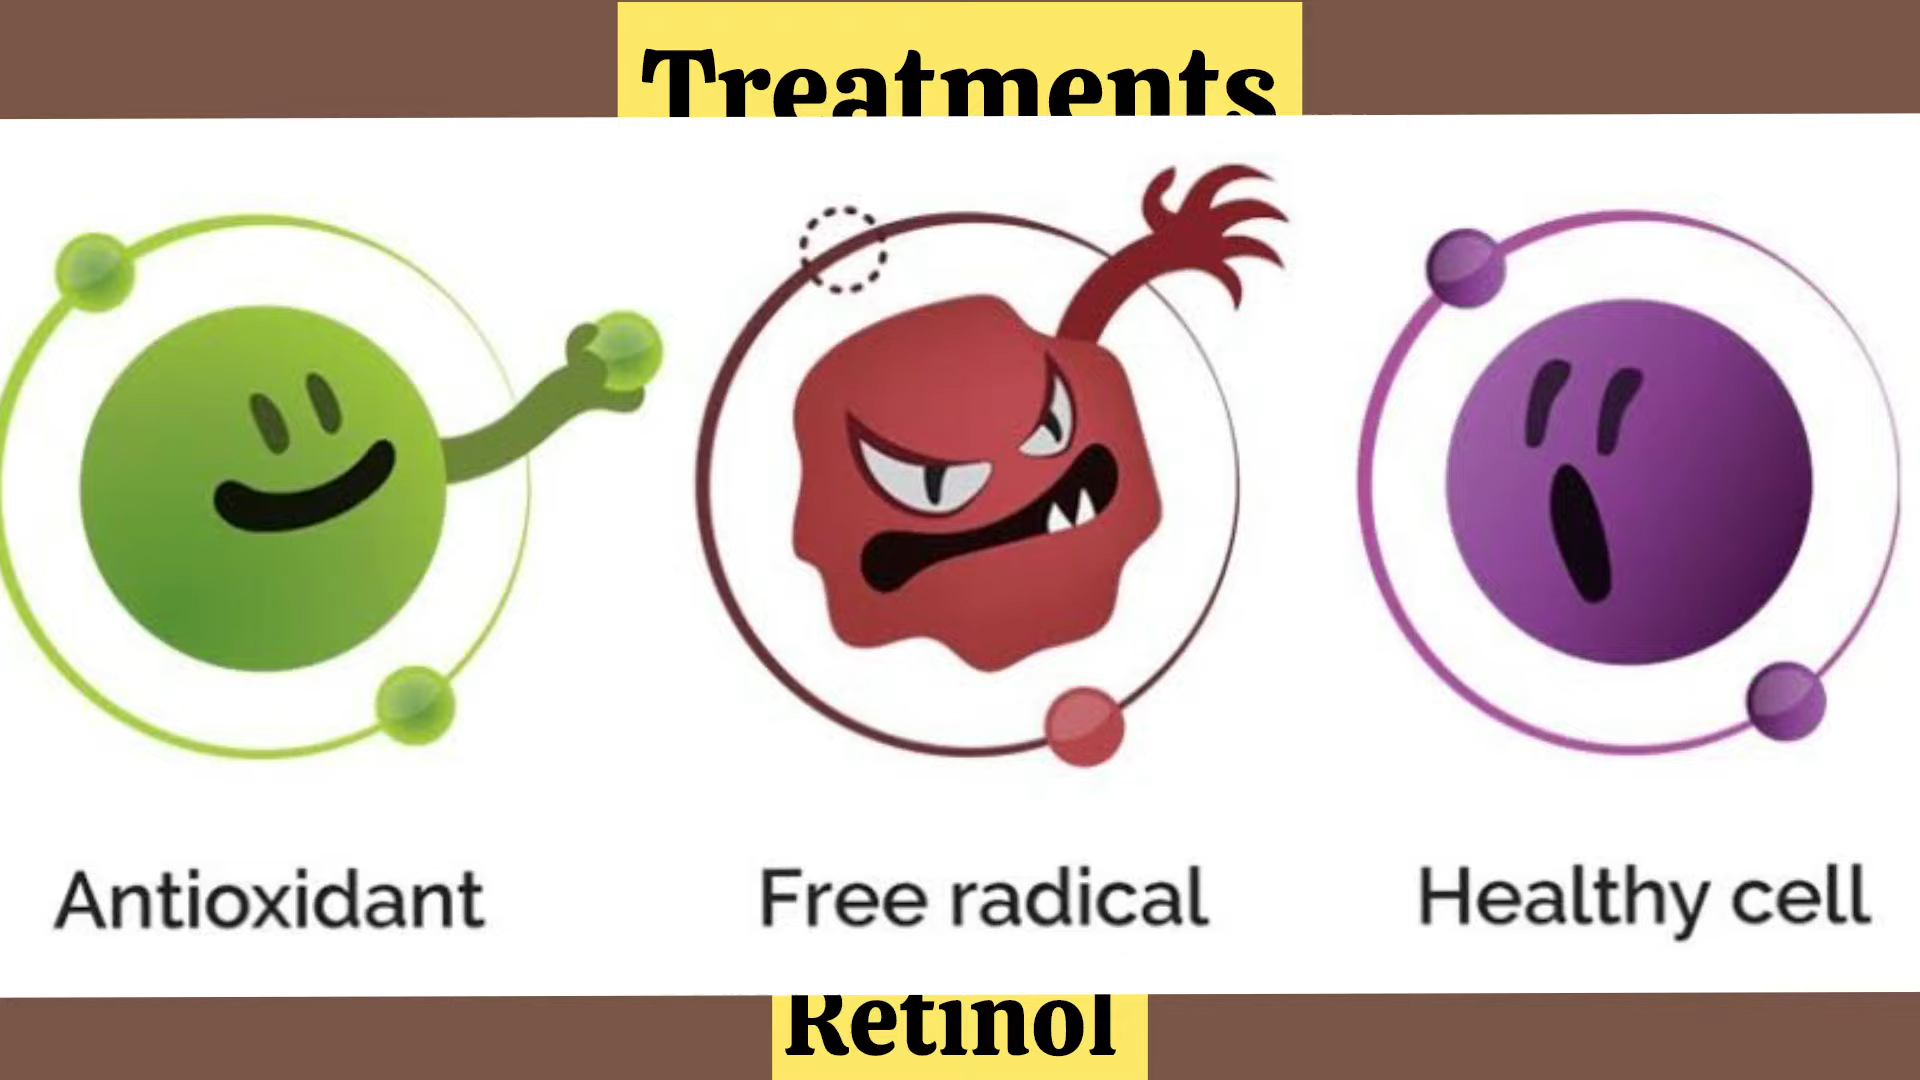 Treatments
Antioxidant
Free radical
Healthy cell
Retinol